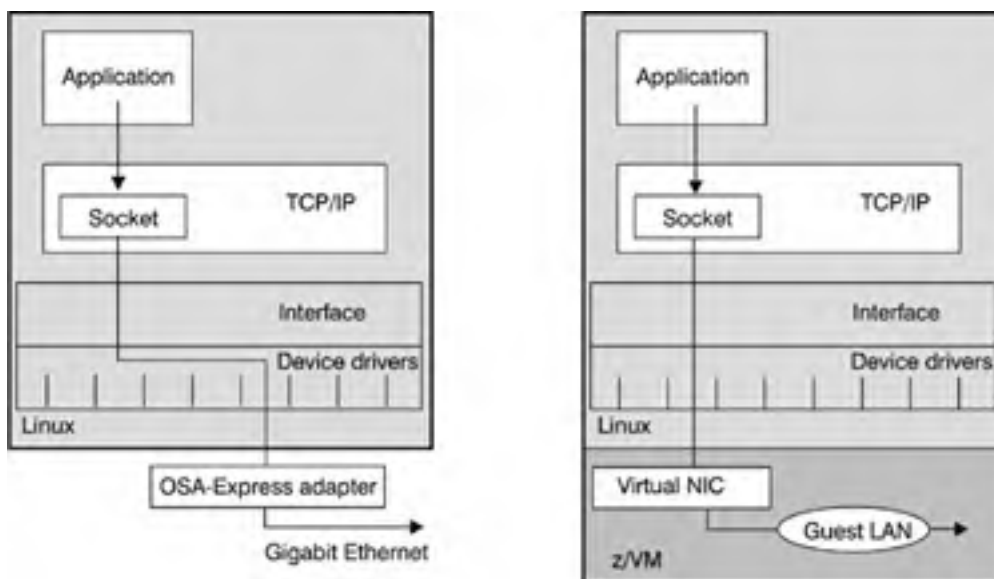 Application
TCP/IP
Socket
Interface
Device drivers
Linux
OSA-Express adapter
Gigabit Ethernet
Application
TCP/IP
Socket
Interface
Device drivers
Linux
Virtual NIC
Guest LAN
z/VM